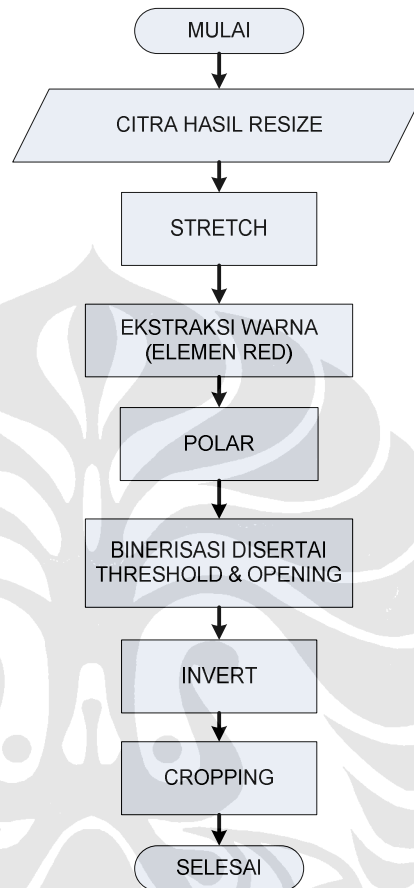 MULAI
CITRA HASIL RESIZE
STRETCH
EKSTRAKSI WARNA
(ELEMEN RED)
POLAR
BINERISASI DISERTAI
THRESHOLD & OPENING
INVERT
CROPPING
SELESAI